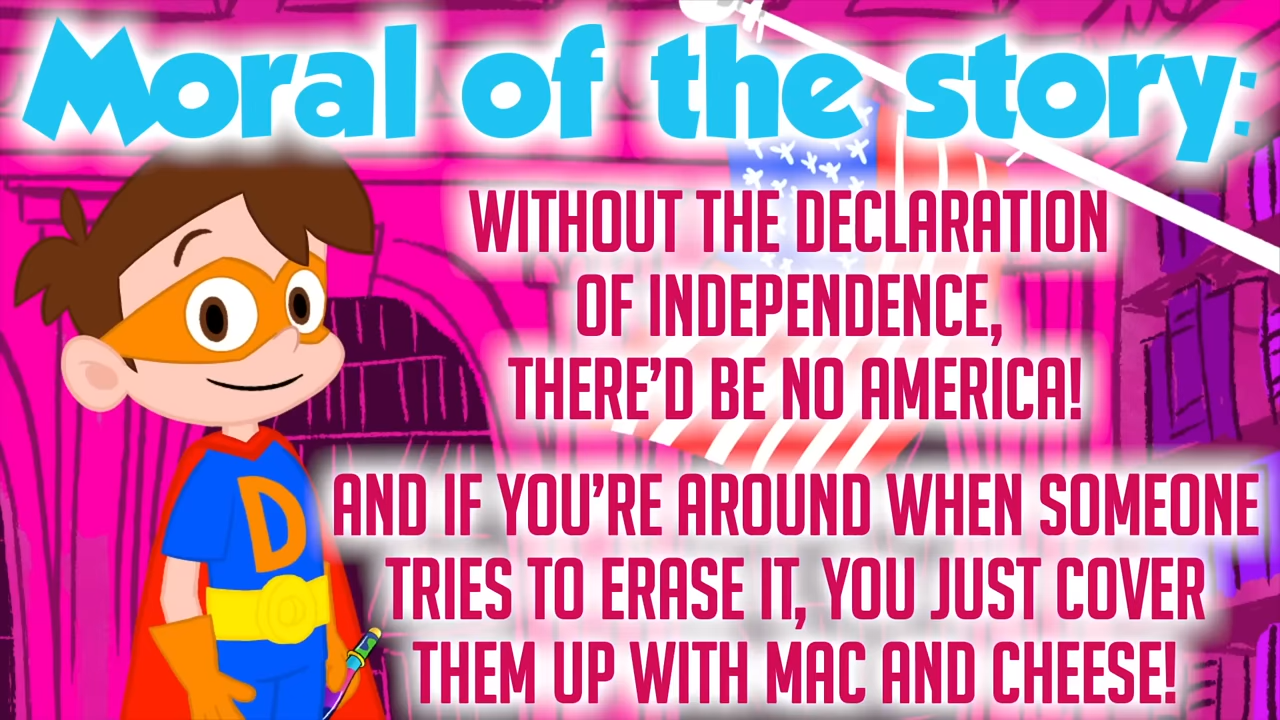 Moral of the story:
WITHOUT THE DECLARATION
OF INDEPENDENCE,
THERE'D BE NO AMERICA!
AND IF YOU'RE AROUND WHEN SOMEONE
TRIES TO ERASE IT, YOU JUST COVER
THEM UP WITH MAC AND CHEESE!
D